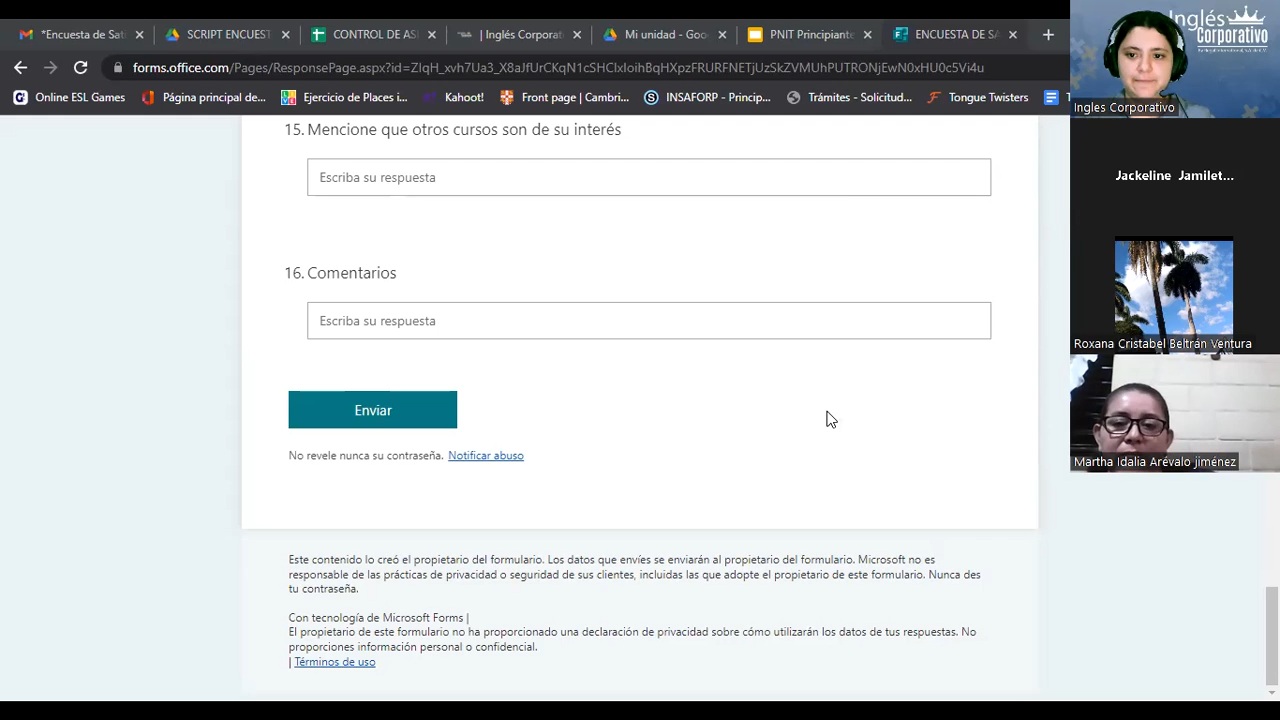 *Encuesta de Sat
SCRIPT ENCUEST
CONTROL DE ASI
| Inglés Corporat
Mi unidad - Goo
PNIT Principiante
ENCUESTA DE SA
forms.office.com/Pages/ResponsePage.aspx?id=
Online ESL Games
Página principal de...
Ejercicio de Places i...
Kahoot!
Front page | Cambri...
INSAFORP - Princip...
Trámites - Solicitud...
Tongue Twisters
15. Mencione que otros cursos son de su interés
Escriba su respuesta
16. Comentarios
Escriba su respuesta
Enviar
No revele nunca su contraseña. Notificar abuso
Este contenido lo creó el propietario del formulario. Los datos que envíes se enviarán al propietario del formulario. Microsoft no es
responsable de las prácticas de privacidad o seguridad de sus clientes, incluidas las que adopte el propietario de este formulario. Nunca des
tu contraseña.
Con tecnología de Microsoft Forms |
El propietario de este formulario no ha proporcionado una declaración de privacidad sobre cómo utilizarán los datos de tus respuestas. No
proporciones información personal o confidencial.
| Términos de uso
Inglés
Corporativo
Ingles Corporativo
Jackeline Jamilet...
Roxana Cristabel Beltrán Ventura
Martha Idalia Arévalo jiménez